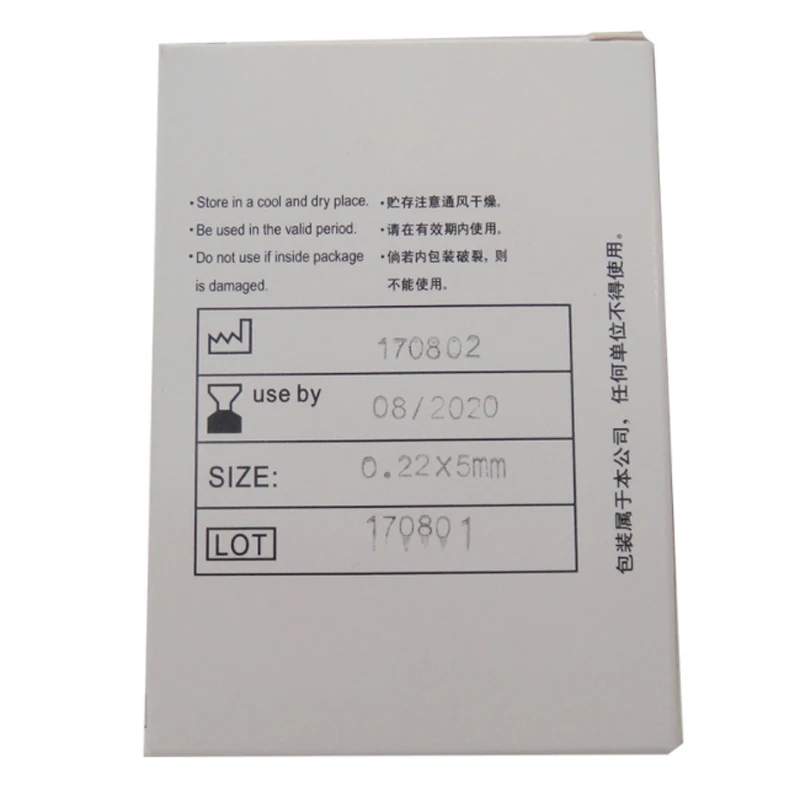 · Store in a cool and dry place.
· Be used in the valid period.
· Do not use if inside package
is damaged.
· 贮存注意通风干燥。
· 请在有效期内使用。
· 倘若内包装破裂, 则
不能使用。
170802
use by 08/2020
SIZE: 0.22X5mm
LOT 170801
包装属于本公司，任何单位不得使用。